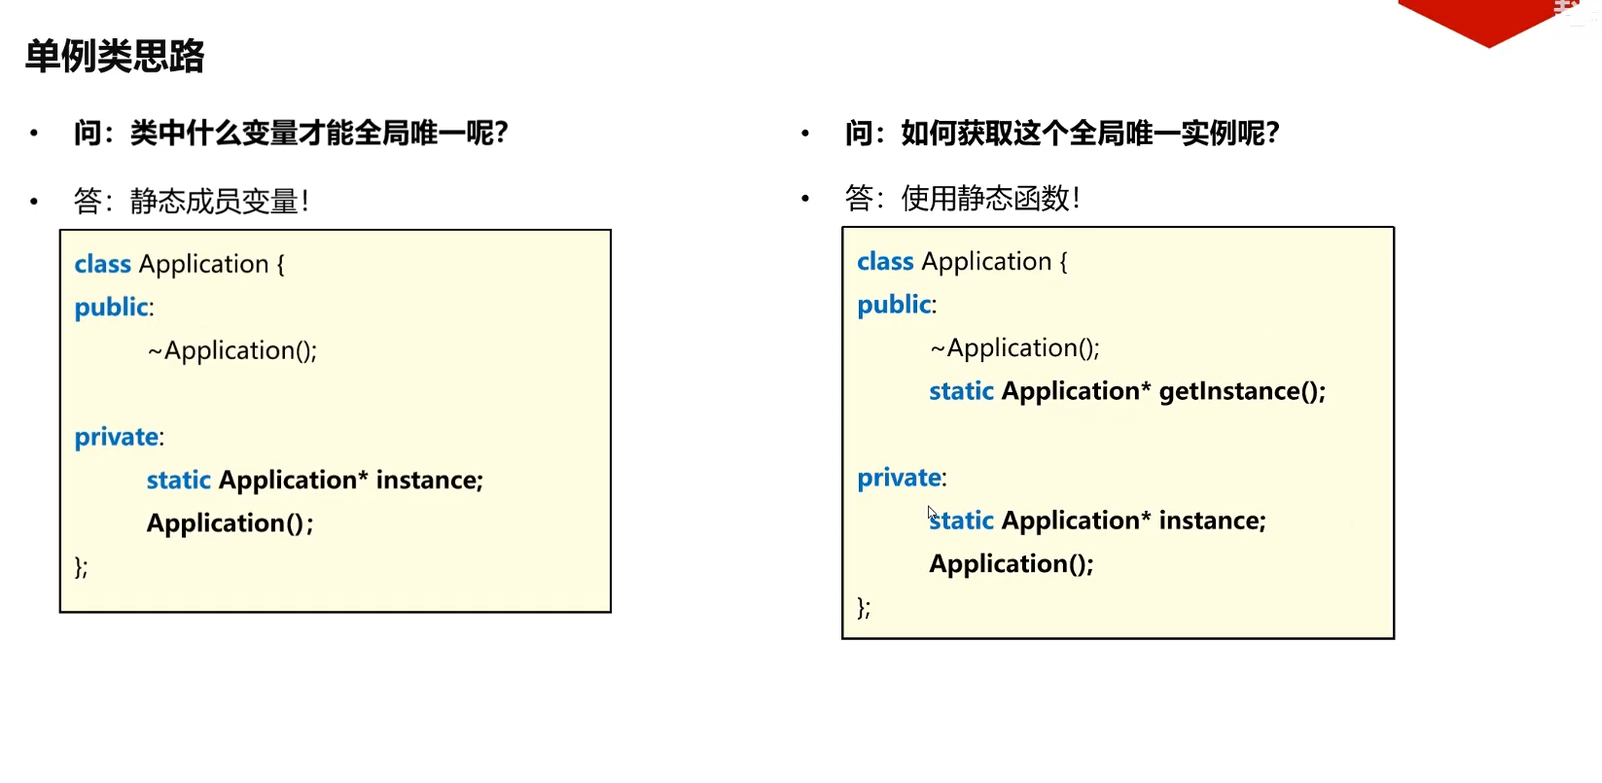 单例类思路
• 问：类中什么变量才能全局唯一呢？
• 答：静态成员变量！
class Application {
public:
~Application();
private:
static Application* instance;
Application();
};
• 问：如何获取这个全局唯一实例呢？
• 答：使用静态函数！
class Application {
public:
~Application();
static Application* getInstance();
private:
static Application* instance;
Application();
};